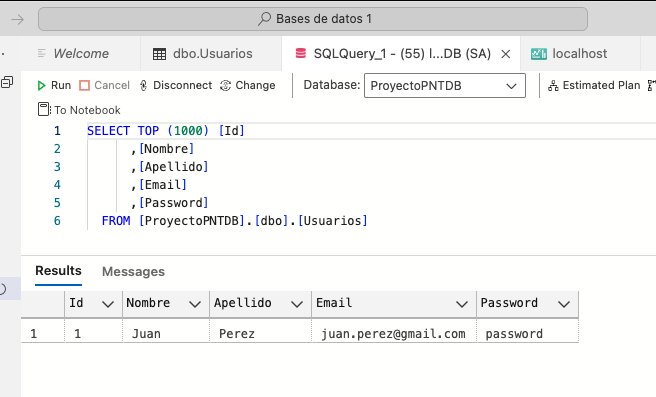 Bases de datos 1
Welcome
dbo.Usuarios
SQLQuery_1 - (55) l...DB (SA)
localhost
Run Cancel Disconnect Change Database: ProyectoPNTDB Estimated Plan
To Notebook
1 SELECT TOP (1000) [Id]
2 ,[Nombre]
3 ,[Apellido]
4 ,[Email]
5 ,[Password]
6 FROM [ProyectoPNTDB].[dbo].[Usuarios]
Results Messages
Id Nombre Apellido Email Password
1 1 Juan Perez juan.perez@gmail.com password